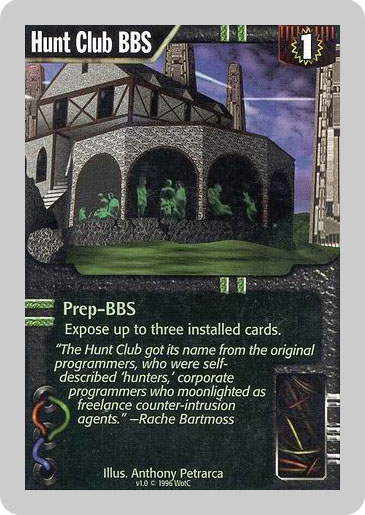 Hunt Club BBS
1
Prep-BBS
Expose up to three installed cards.
"The Hunt Club got its name from the original
programmers, who were self-
described 'hunters,' corporate
programmers who moonlighted as
freelance counter-intrusion
agents." –Rache Bartmoss
Illus. Anthony Petrarca
v1.0 © 1996 WotC